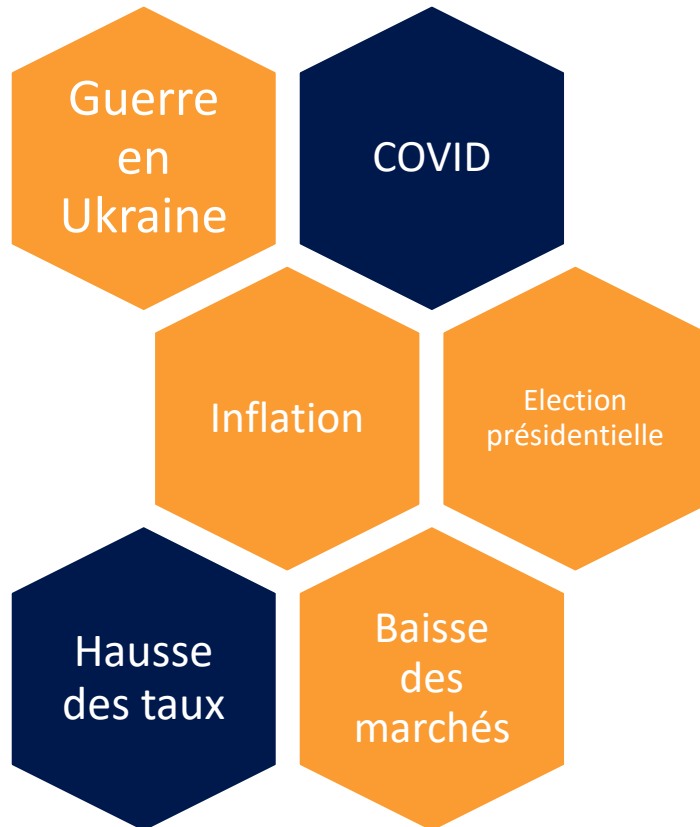 Guerre
en
Ukraine
COVID
Inflation
Election
présidentielle
Hausse
des taux
Baisse
des
marchés